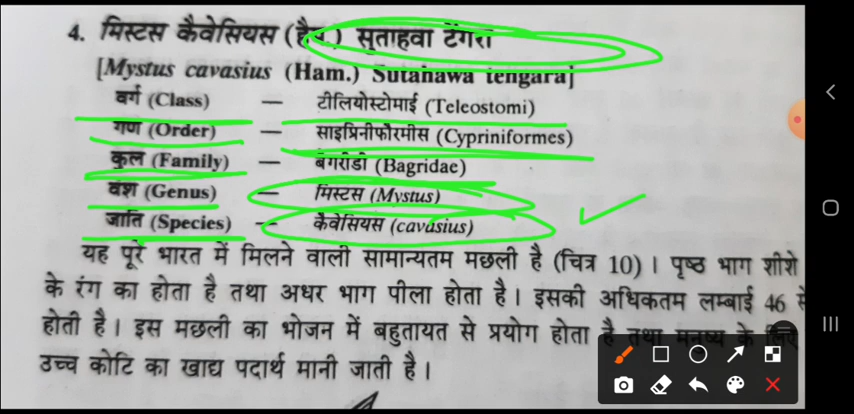 4. मिस्टस कैवेसियस (हैम.) सुताहवा टेंगरा
[Mystus cavasius (Ham.) Sutahawa tengara]
वर्ग (Class) — टीलियोस्टोमाई (Teleostomi)
गण (Order) — साइप्रिनीफौरमीस (Cypriniformes)
कुल (Family) — बैगरीडी (Bagridae)
वंश (Genus) — मिस्टस (Mystus)
जाति (Species) — कैवेसियस (cavasius)
यह पूरे भारत में मिलने वाली सामान्यतम मछली है (चित्र 10)। पृष्ठ भाग शीशे
के रंग का होता है तथा अधर भाग पीला होता है। इसकी अधिकतम लम्बाई 46 से
होती है। इस मछली का भोजन में बहुतायत से प्रयोग होता है तथा मनुष्य के लिए
उच्च कोटि का खाद्य पदार्थ मानी जाती है।